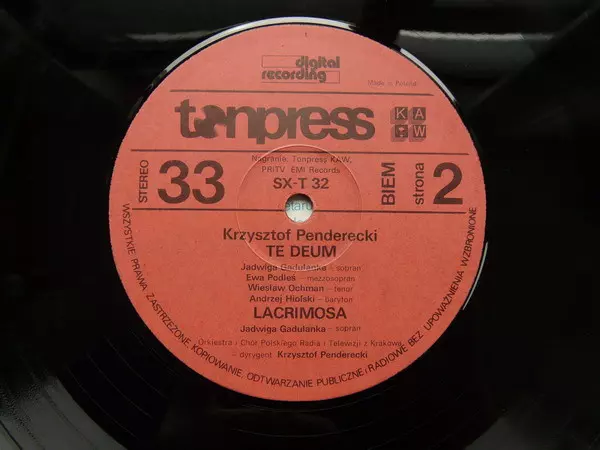 digital
recording
Made in Poland
tonpress
KAW
Nagranie: Tonpress KAW,
PRiTV EMI Records
SX-T 32
STEREO
33
BIEM
strona
2
Krzysztof Penderecki
TE DEUM
Jadwiga Gadulanka – sopran
Ewa Podleś – mezzosopran
Wiesław Ochman – tenor
Andrzej Hiolski – baryton
LACRIMOSA
Jadwiga Gadulanka – sopran
Orkiestra i Chór Polskiego Radia i Telewizji z Krakowa
dyrygent Krzysztof Penderecki
WSZYSTKIE PRAWA ZASTRZEŻONE KOPIOWANIE, ODTWARZANIE PUBLICZNE i RADIOWE BEZ UPOWAŻNIENIA WZBRONIONE